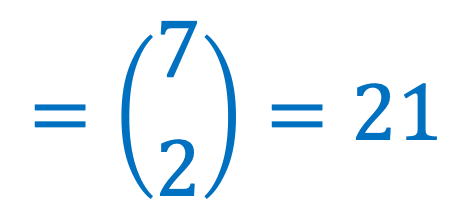 = (7 2) = 21